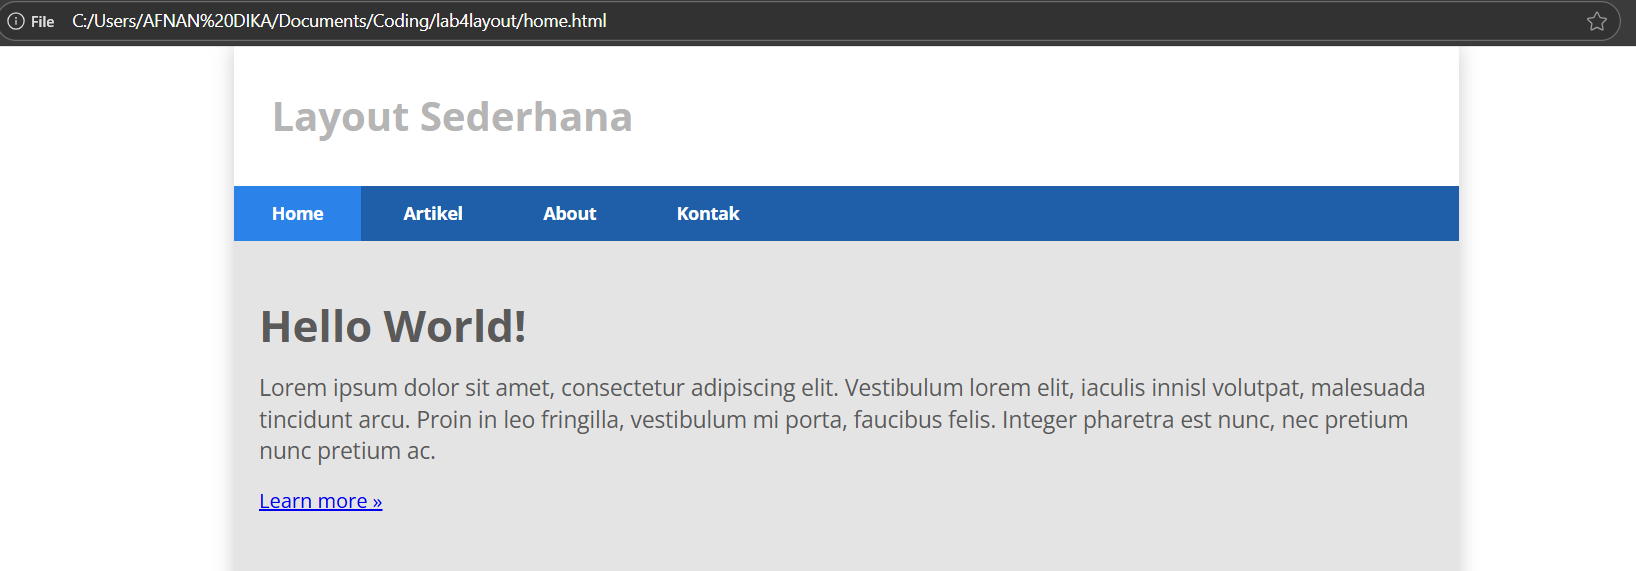 File C:/Users/AFNAN%20DIKA/Documents/Coding/lab4layout/home.html
Layout Sederhana
Home Artikel About Kontak
Hello World!
Lorem ipsum dolor sit amet, consectetur adipiscing elit. Vestibulum lorem elit, iaculis innisl volutpat, malesuada
tincidunt arcu. Proin in leo fringilla, vestibulum mi porta, faucibus felis. Integer pharetra est nunc, nec pretium
nunc pretium ac.
Learn more »